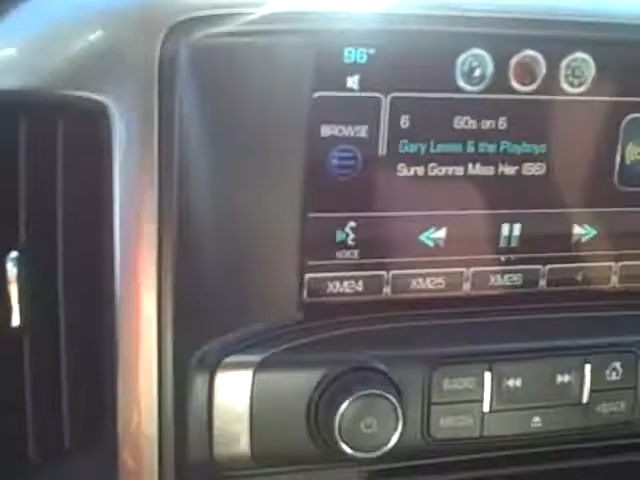 96°
BROWSE
6 60s on 6
Gary Lewis & the Playboys
Sure Gonna Miss Her (66)
VOICE
XM24 XM25 XM26 4
RADIO
MEDIA
BACK